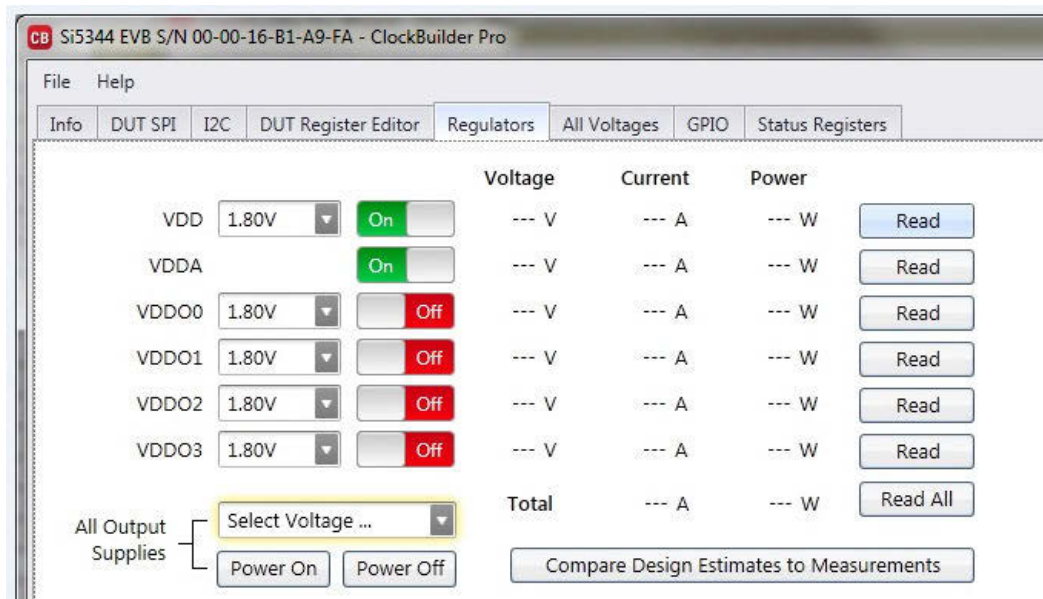 CB Si5344 EVB S/N 00-00-16-B1-A9-FA - ClockBuilder Pro
File Help
Info DUT SPI I2C DUT Register Editor Regulators All Voltages GPIO Status Registers
Voltage Current Power
VDD 1.80V On --- V --- A --- W Read
VDDA On --- V --- A --- W Read
VDDO0 1.80V Off --- V --- A --- W Read
VDDO1 1.80V Off --- V --- A --- W Read
VDDO2 1.80V Off --- V --- A --- W Read
VDDO3 1.80V Off --- V --- A --- W Read
Total --- A --- W Read All
All Output Supplies
Select Voltage ...
Power On Power Off
Compare Design Estimates to Measurements